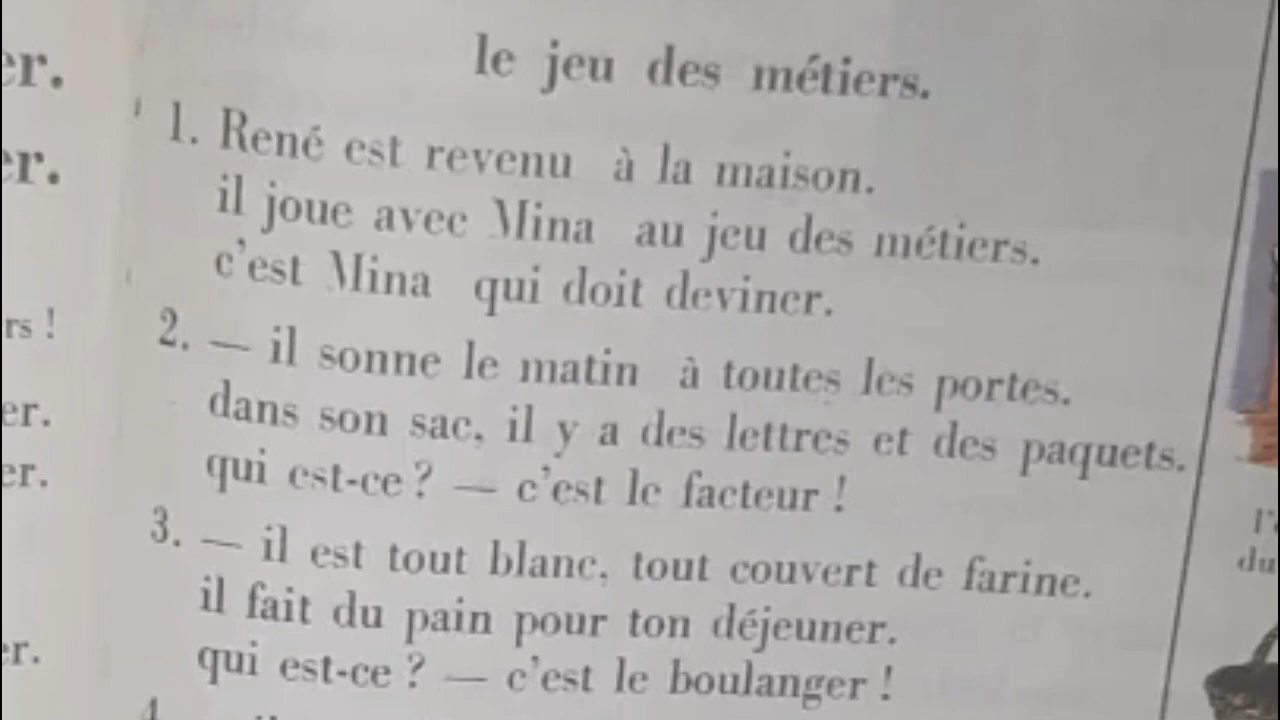 le jeu des métiers.
1. René est revenu à la maison.
il joue avec Mina au jeu des métiers.
c'est Mina qui doit deviner.
2. — il sonne le matin à toutes les portes.
dans son sac, il y a des lettres et des paquets.
qui est-ce ? — c'est le facteur !
3. — il est tout blanc, tout couvert de farine.
il fait du pain pour ton déjeuner.
qui est-ce ? — c'est le boulanger !
du